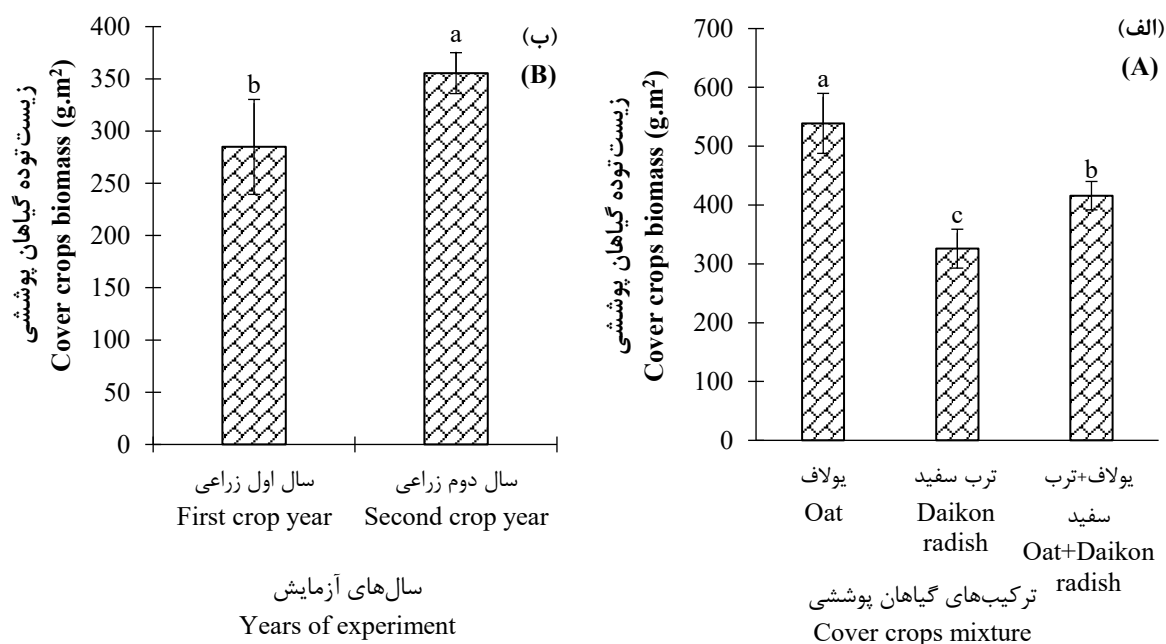 (الف)
(A)
زیست‌توده گیاهان پوششی
Cover crops biomass (g.m²)
700
600
500
400
300
200
100
0
a
c
b
یولاف
Oat
ترب سفید
Daikon
radish
یولاف+ترب
سفید
Oat+Daikon
radish
ترکیب‌های گیاهان پوششی
Cover crops mixture
(ب)
(B)
زیست‌توده گیاهان پوششی
Cover crops biomass (g.m²)
400
350
300
250
200
150
100
50
0
b
a
سال اول زراعی
First crop year
سال دوم زراعی
Second crop year
سال‌های آزمایش
Years of experiment